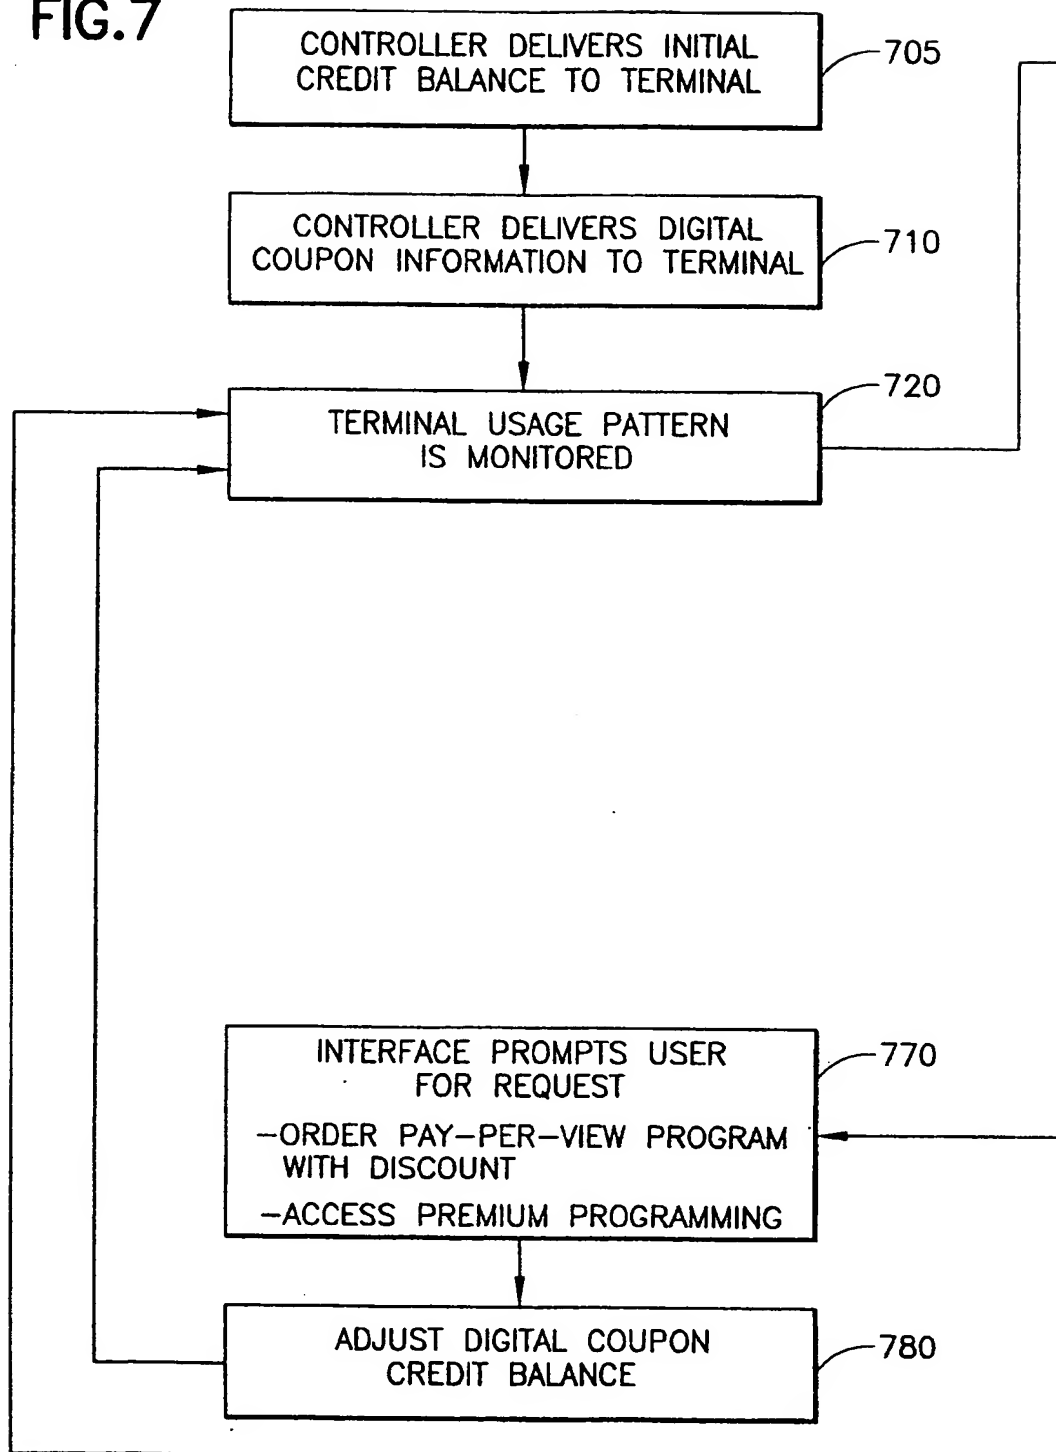 FIG.7
CONTROLLER DELIVERS INITIAL
CREDIT BALANCE TO TERMINAL
705
CONTROLLER DELIVERS DIGITAL
COUPON INFORMATION TO TERMINAL
710
TERMINAL USAGE PATTERN
IS MONITORED
720
INTERFACE PROMPTS USER
FOR REQUEST
-ORDER PAY-PER-VIEW PROGRAM
WITH DISCOUNT
-ACCESS PREMIUM PROGRAMMING
770
ADJUST DIGITAL COUPON
CREDIT BALANCE
780